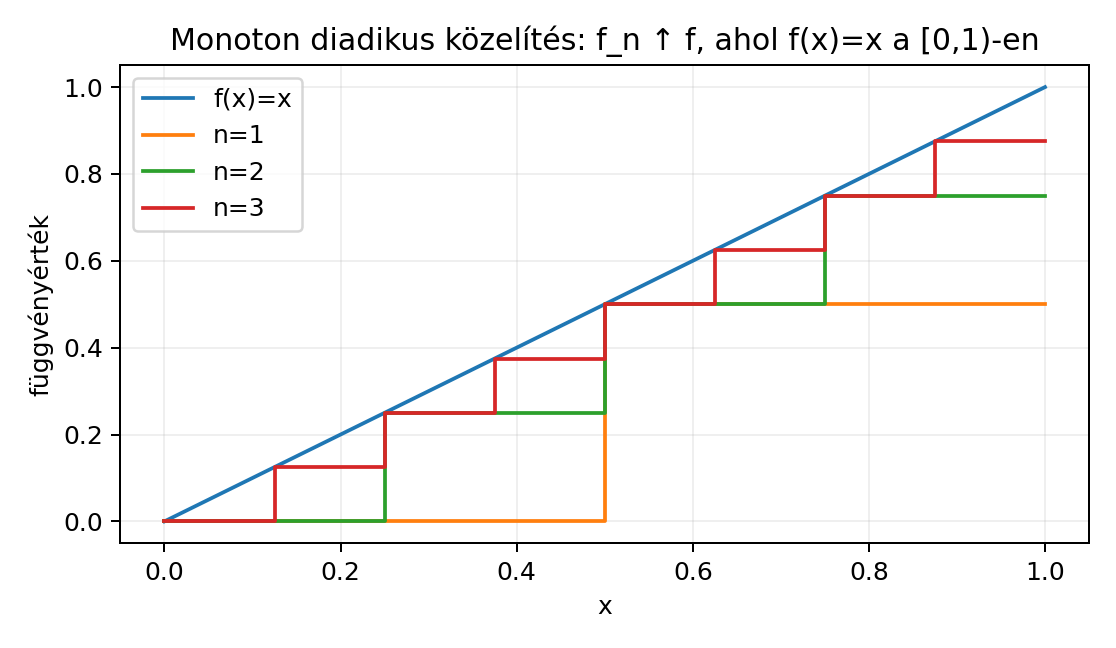 Monoton diadikus közelítés: f_n ↑ f, ahol f(x)=x a [0,1)-en
f(x)=x
n=1
n=2
n=3
függvényérték
1.0
0.8
0.6
0.4
0.2
0.0
0.0 0.2 0.4 0.6 0.8 1.0
x